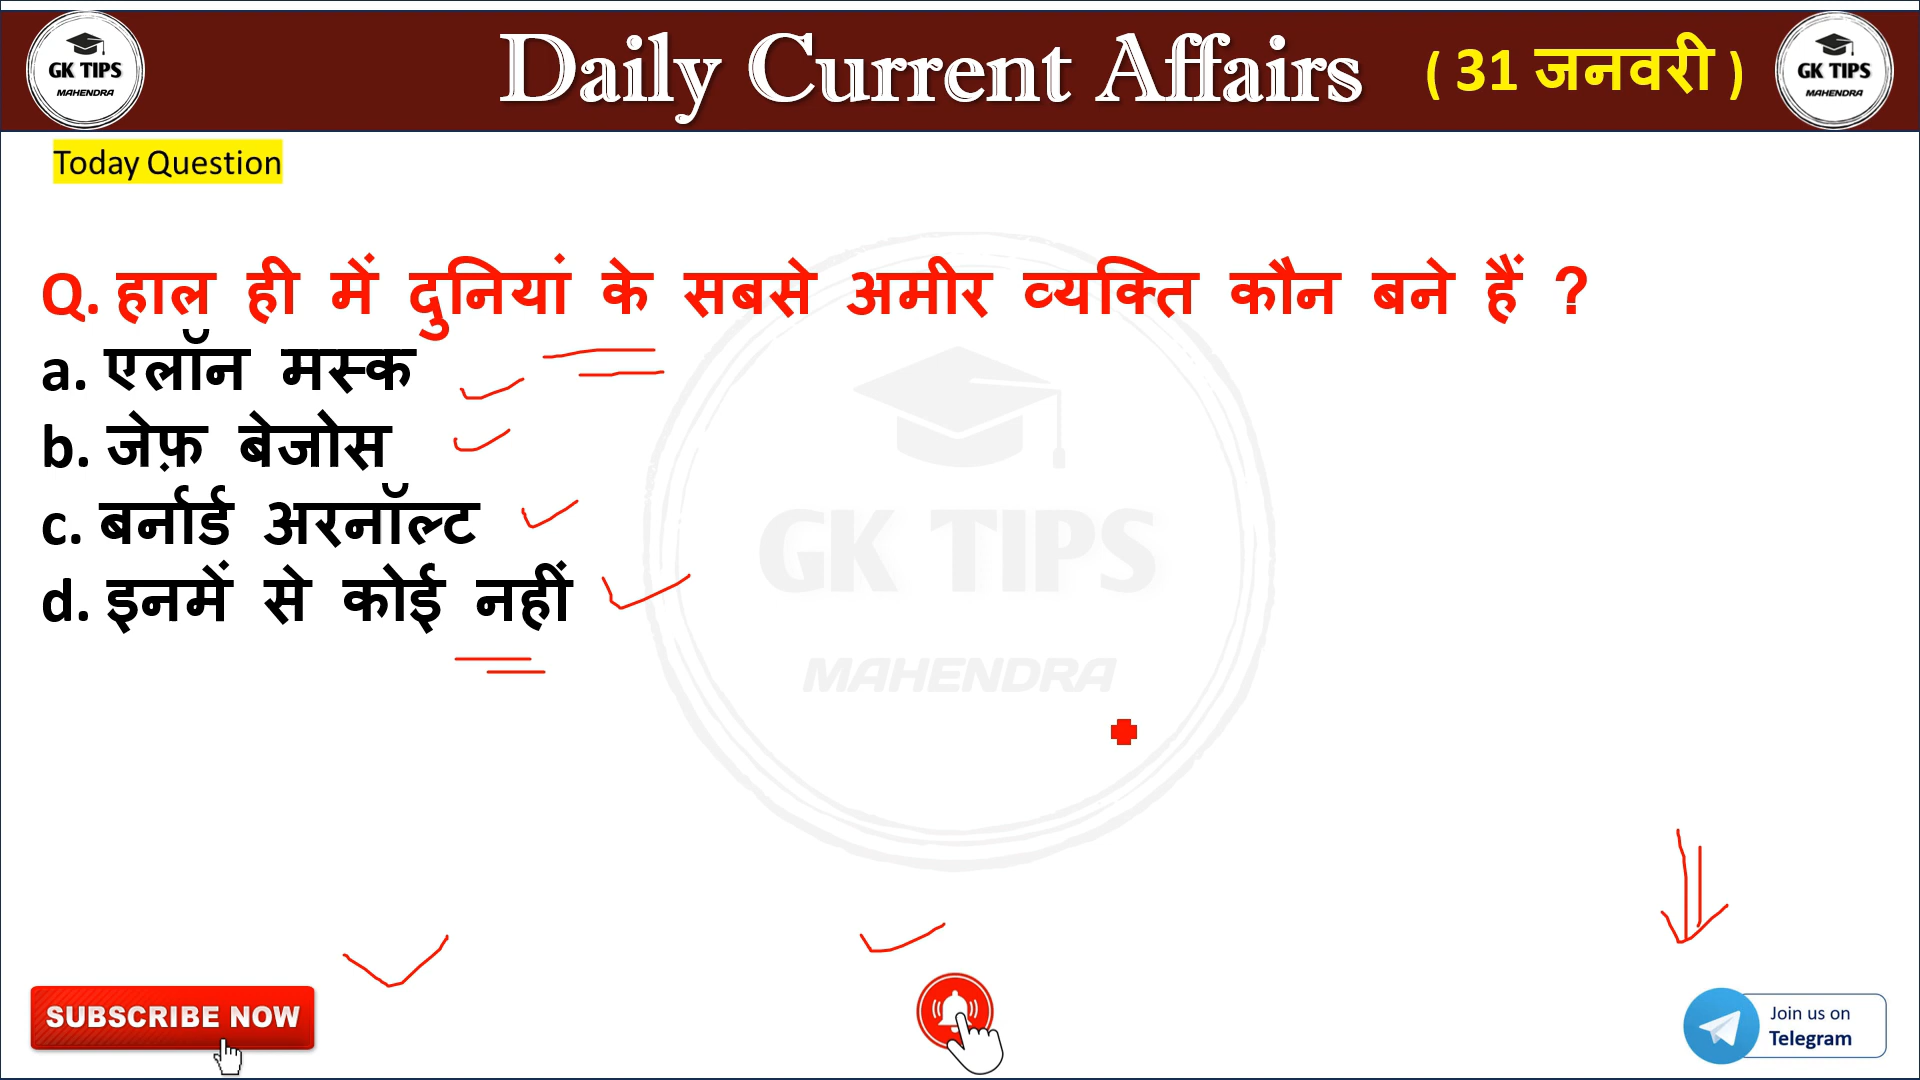 GK TIPS
MAHENDRA
Daily Current Affairs ( 31 जनवरी )
GK TIPS
MAHENDRA
Today Question
Q. हाल ही में दुनियां के सबसे अमीर व्यक्ति कौन बने हैं ?
a. एलॉन मस्क
b. जेफ़ बेजोस
c. बर्नार्ड अरनॉल्ट
d. इनमें से कोई नहीं
GK TIPS
MAHENDRA
SUBSCRIBE NOW
Join us on
Telegram